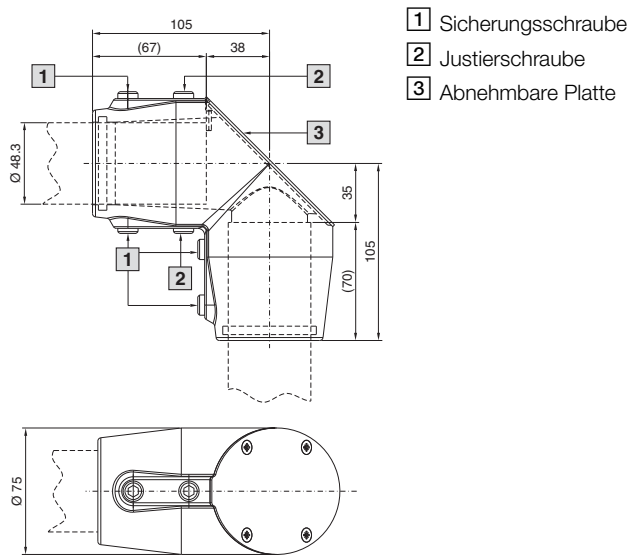 105
(67)
38
1
2
3
Ø 48.3
35
105
(70)
1
2
Ø 75
1 Sicherungsschraube
2 Justierschraube
3 Abnehmbare Platte